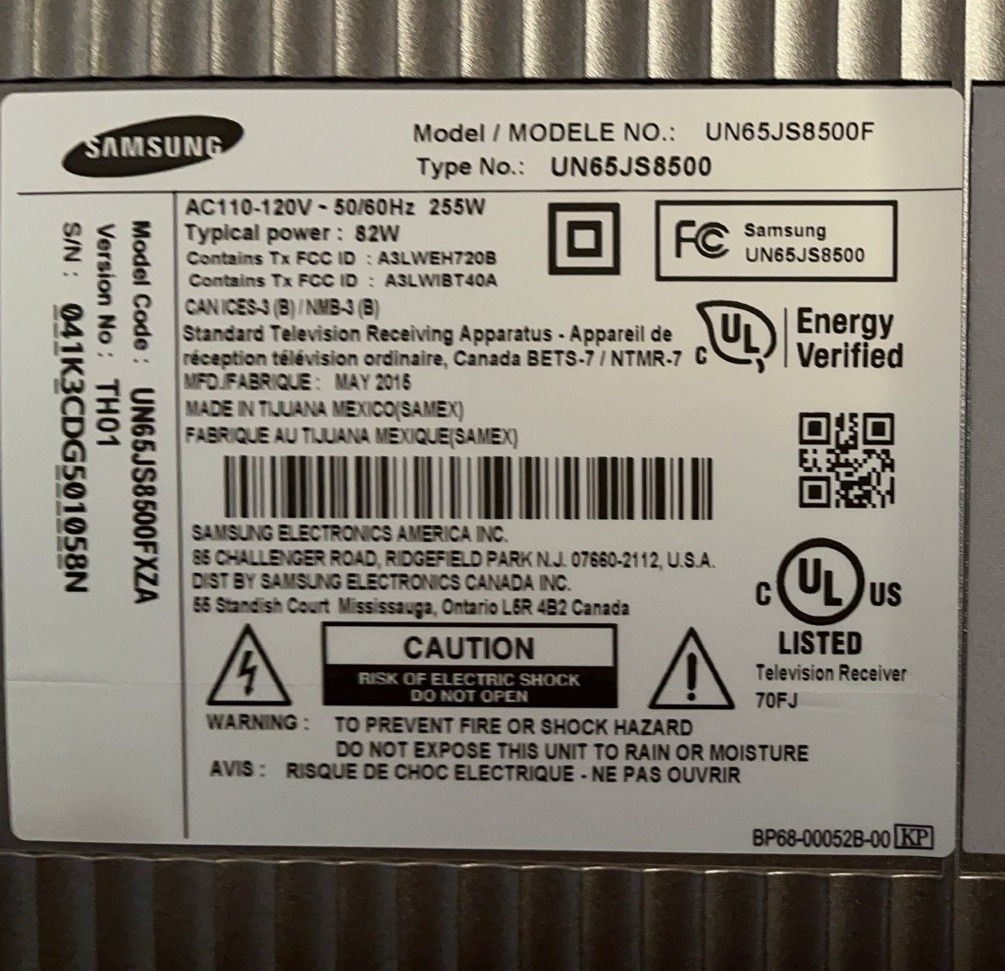 SAMSUNG
Model / MODELE NO.: UN65JS8500F
Type No.: UN65JS8500
Model Code: UN65JS8500FXZA
Version No: TH01
S/N: 041K3CDG501058N
AC110-120V ~ 50/60Hz 255W
Typical power : 82W
Contains Tx FCC ID : A3LWEH720B
Contains Tx FCC ID : A3LWIBT40A
CAN ICES-3 (B) / NMB-3 (B)
Standard Television Receiving Apparatus - Appareil de
réception télévision ordinaire, Canada BETS-7 / NTMR-7
MFD./FABRIQUE : MAY 2015
MADE IN TIJUANA MEXICO(SAMEX)
FABRIQUE AU TIJUANA MEXIQUE(SAMEX)
FC Samsung
UN65JS8500
C UL Energy
Verified
SAMSUNG ELECTRONICS AMERICA INC.
85 CHALLENGER ROAD, RIDGEFIELD PARK N.J. 07660-2112, U.S.A.
DIST BY SAMSUNG ELECTRONICS CANADA INC.
55 Standish Court Mississauga, Ontario L5R 4B2 Canada
C UL US
LISTED
Television Receiver
70FJ
CAUTION
RISK OF ELECTRIC SHOCK
DO NOT OPEN
WARNING : TO PREVENT FIRE OR SHOCK HAZARD
DO NOT EXPOSE THIS UNIT TO RAIN OR MOISTURE
AVIS : RISQUE DE CHOC ELECTRIQUE - NE PAS OUVRIR
BP68-00052B-00 KP